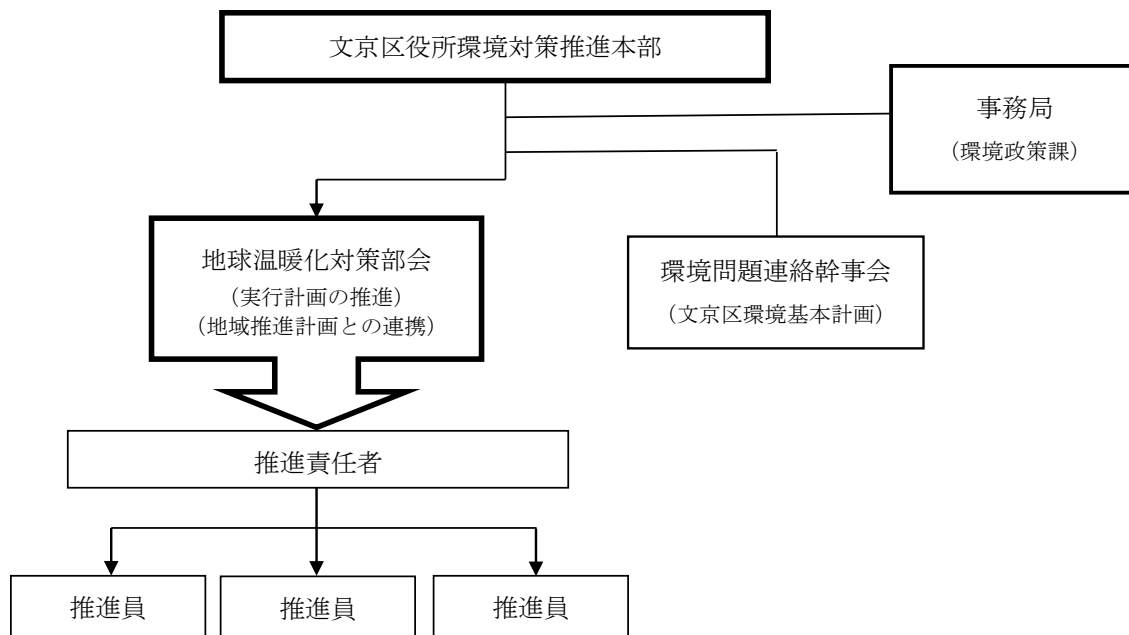 文京区役所環境対策推進本部
事務局
（環境政策課）
地球温暖化対策部会
（実行計画の推進）
（地域推進計画との連携）
環境問題連絡幹事会
（文京区環境基本計画）
推進責任者
推進員
推進員
推進員